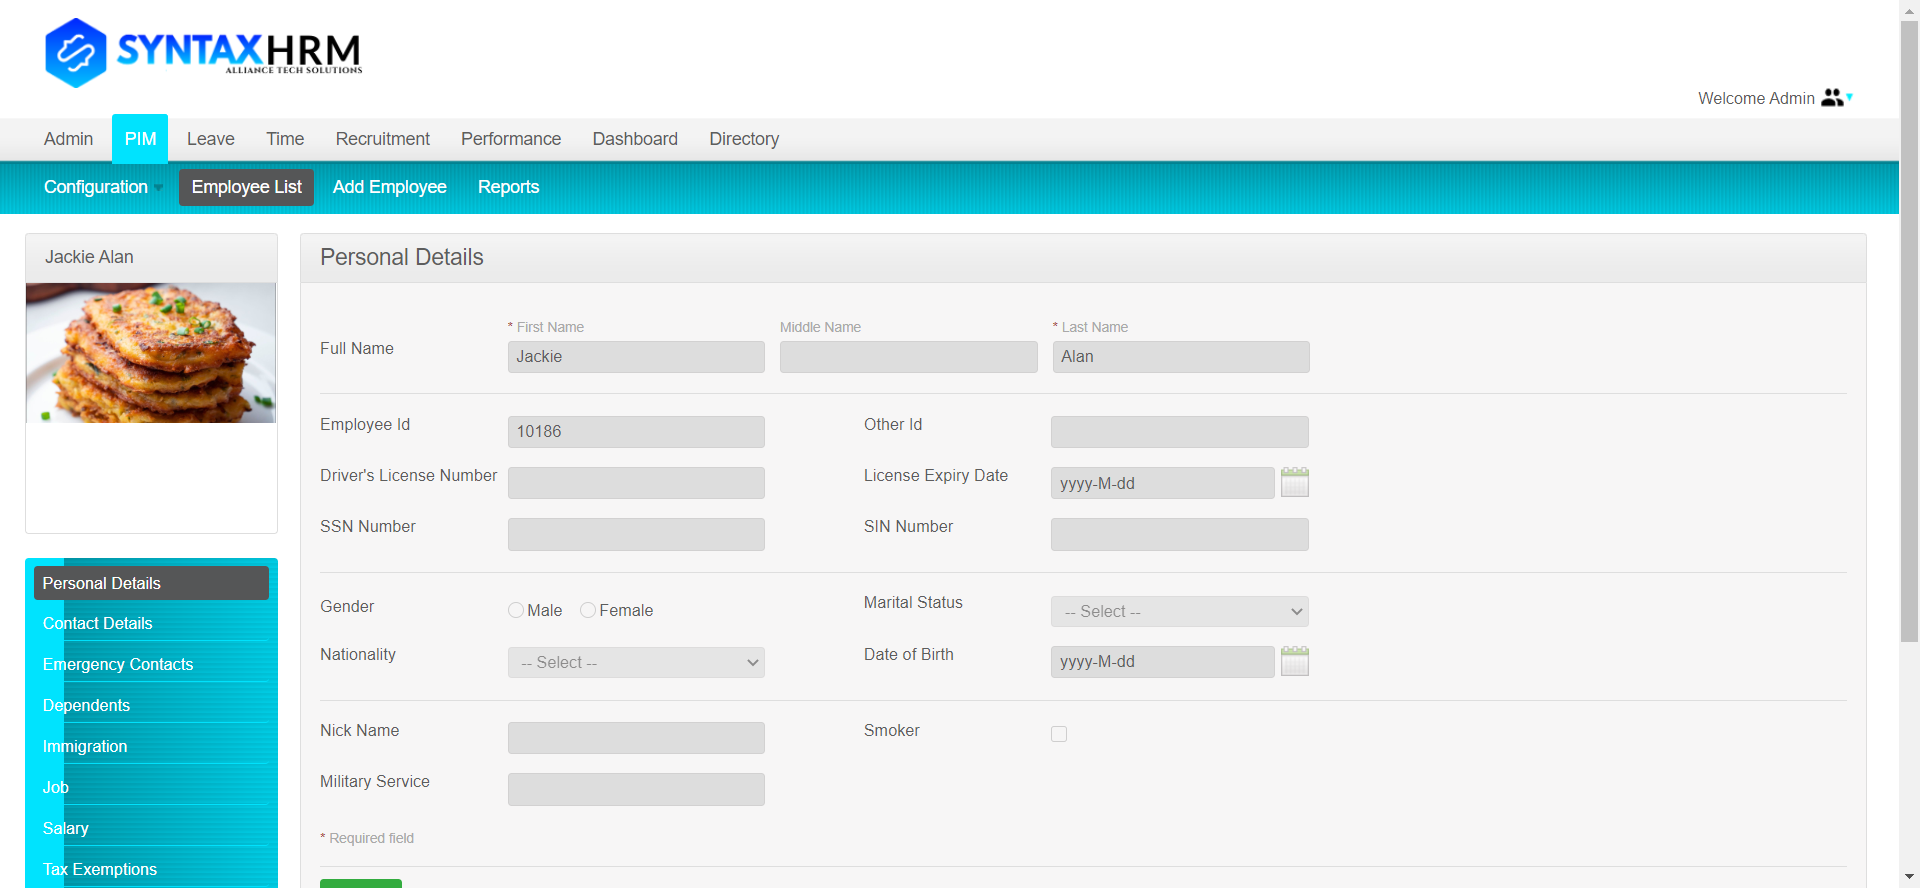 SYNTAXHRM
ALLIANCE TECH SOLUTIONS
Welcome Admin
Admin PIM Leave Time Recruitment Performance Dashboard Directory
Configuration Employee List Add Employee Reports
Jackie Alan
Personal Details
Contact Details
Emergency Contacts
Dependents
Immigration
Job
Salary
Tax Exemptions
Personal Details
* First Name Middle Name * Last Name
Full Name Jackie Alan
Employee Id 10186 Other Id
Driver's License Number License Expiry Date yyyy-M-dd
SSN Number SIN Number
Gender Male Female Marital Status -- Select --
Nationality -- Select -- Date of Birth yyyy-M-dd
Nick Name Smoker
Military Service
* Required field